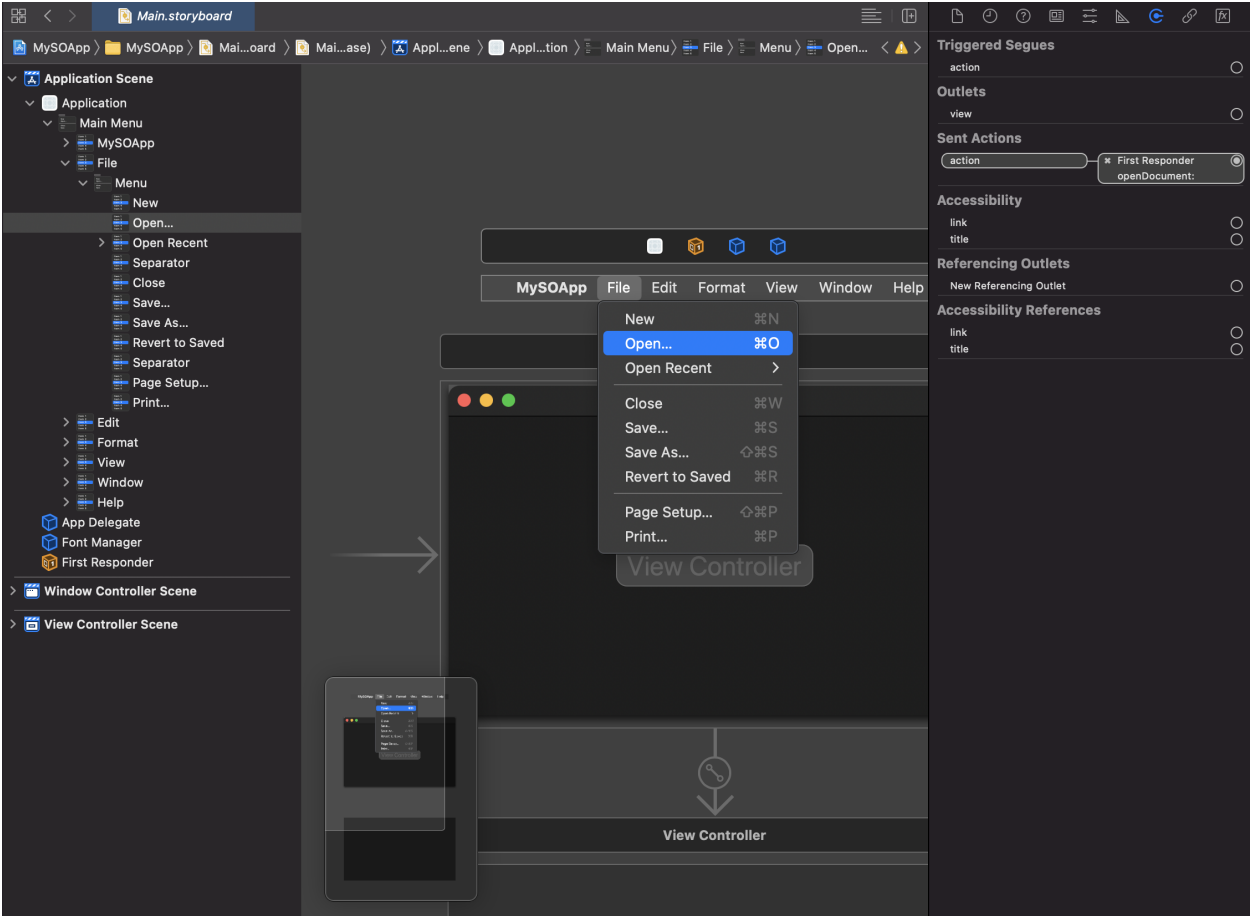 Main.storyboard
MySOApp
MySOApp
Mai...oard
Mai...ase)
Appl...ene
Appl...tion
Main Menu
File
Menu
Open...
Application Scene
Application
Main Menu
MySOApp
File
Menu
New
Open...
Open Recent
Separator
Close
Save...
Save As...
Revert to Saved
Separator
Page Setup...
Print...
Edit
Format
View
Window
Help
App Delegate
Font Manager
First Responder
Window Controller Scene
View Controller Scene
MySOApp File Edit Format View Window Help
New ⌘N
Open... ⌘O
Open Recent
Close ⌘W
Save... ⌘S
Save As... ⇧⌘S
Revert to Saved ⌘R
Page Setup... ⇧⌘P
Print... ⌘P
View Controller
View Controller
Triggered Segues
action
Outlets
view
Sent Actions
action
First Responder
openDocument:
Accessibility
link
title
Referencing Outlets
New Referencing Outlet
Accessibility References
link
title